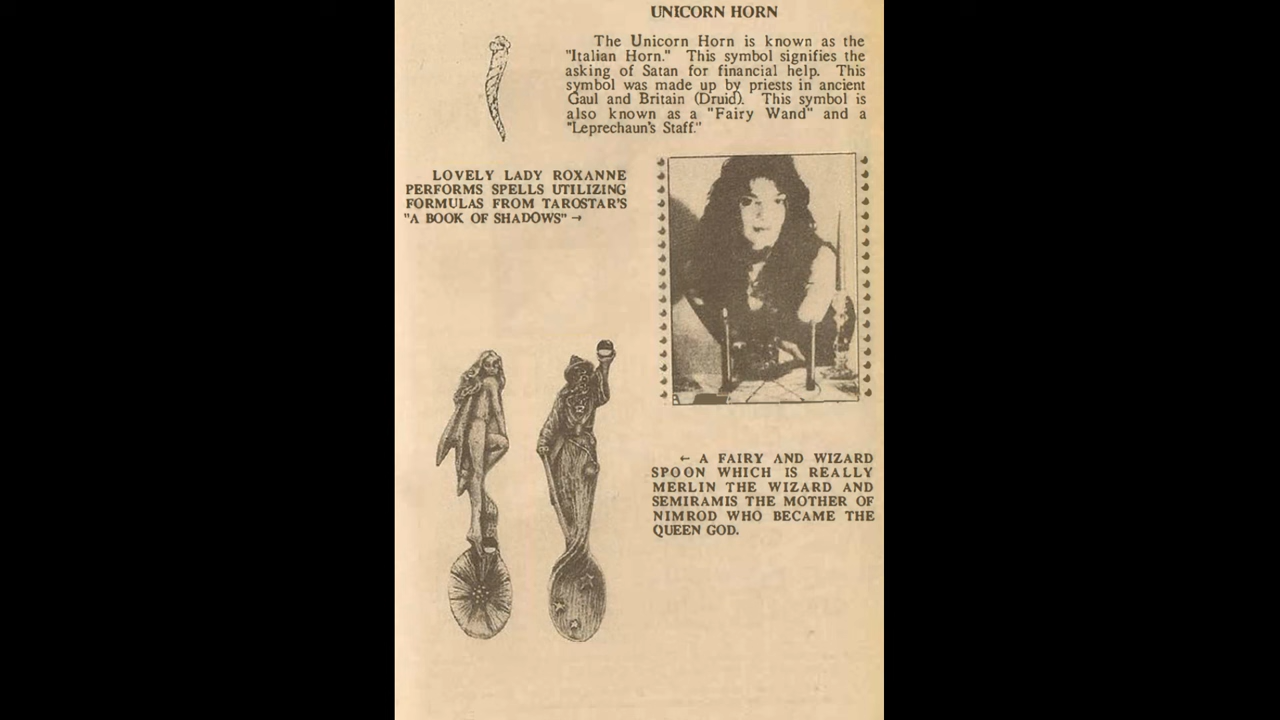 UNICORN HORN
The Unicorn Horn is known as the
"Italian Horn." This symbol signifies the
asking of Satan for financial help. This
symbol was made up by priests in ancient
Gaul and Britain (Druid). This symbol is
also known as a "Fairy Wand" and a
"Leprechaun's Staff."
LOVELY LADY ROXANNE
PERFORMS SPELLS UTILIZING
FORMULAS FROM TAROSTAR'S
"A BOOK OF SHADOWS" →
← A FAIRY AND WIZARD
SPOON WHICH IS REALLY
MERLIN THE WIZARD AND
SEMIRAMIS THE MOTHER OF
NIMROD WHO BECAME THE
QUEEN GOD.